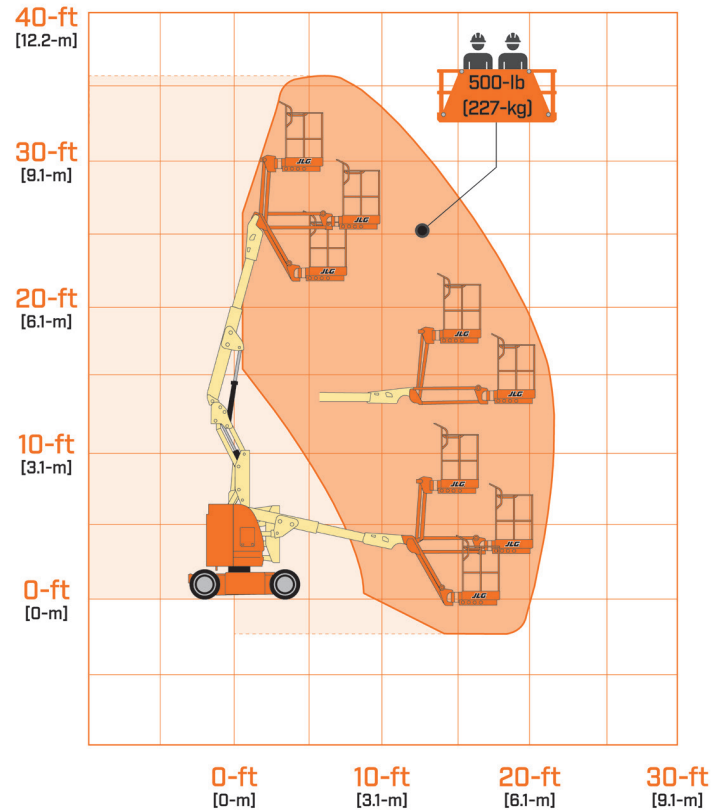 40-ft
[12.2-m]
500-lb
(227-kg)
30-ft
[9.1-m]
JLG
JLG
JLG
20-ft
[6.1-m]
JLG
JLG
10-ft
[3.1-m]
JLG
JLG
JLG
0-ft
[0-m]
0-ft
[0-m]
10-ft
[3.1-m]
20-ft
[6.1-m]
30-ft
[9.1-m]